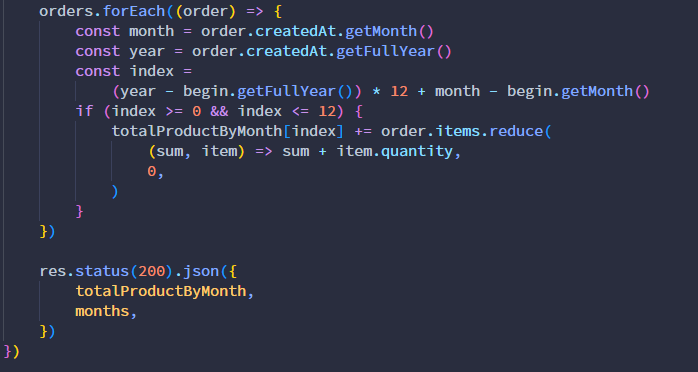 orders.forEach((order) => {
const month = order.createdAt.getMonth()
const year = order.createdAt.getFullYear()
const index =
(year - begin.getFullYear()) * 12 + month - begin.getMonth()
if (index >= 0 && index <= 12) {
totalProductByMonth[index] += order.items.reduce(
(sum, item) => sum + item.quantity,
0,
)
}
})
res.status(200).json({
totalProductByMonth,
months,
})
})